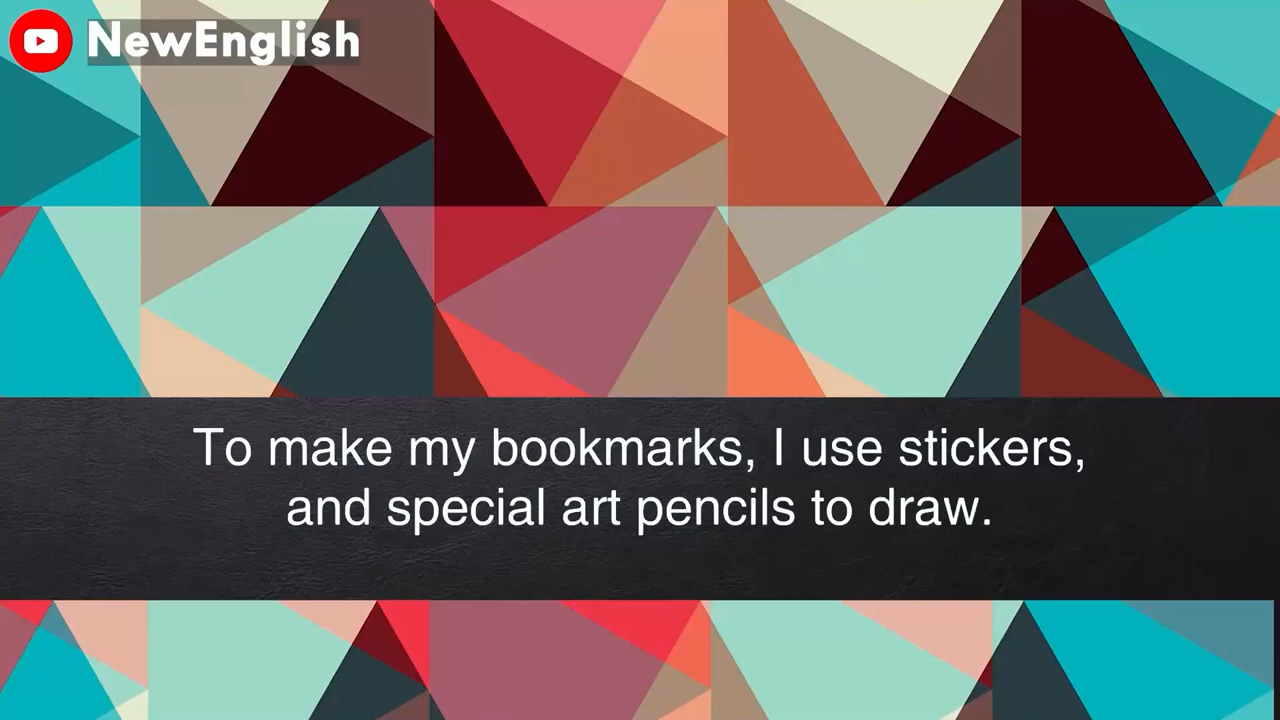 NewEnglish
To make my bookmarks, I use stickers,
and special art pencils to draw.